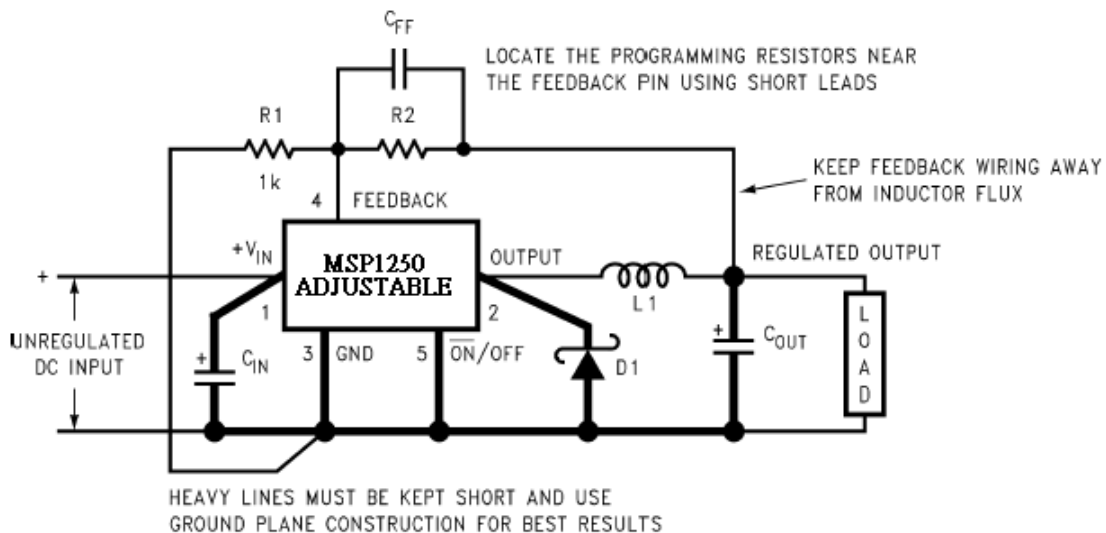 C_FF
LOCATE THE PROGRAMMING RESISTORS NEAR
THE FEEDBACK PIN USING SHORT LEADS
R1
R2
1k
KEEP FEEDBACK WIRING AWAY
FROM INDUCTOR FLUX
4
FEEDBACK
+V_IN
MSP1250
ADJUSTABLE
OUTPUT
REGULATED OUTPUT
+
1
2
L1
UNREGULATED
DC INPUT
+
C_IN
3
GND
5
O̅N̅/OFF
D1
+
C_OUT
LOAD
HEAVY LINES MUST BE KEPT SHORT AND USE
GROUND PLANE CONSTRUCTION FOR BEST RESULTS